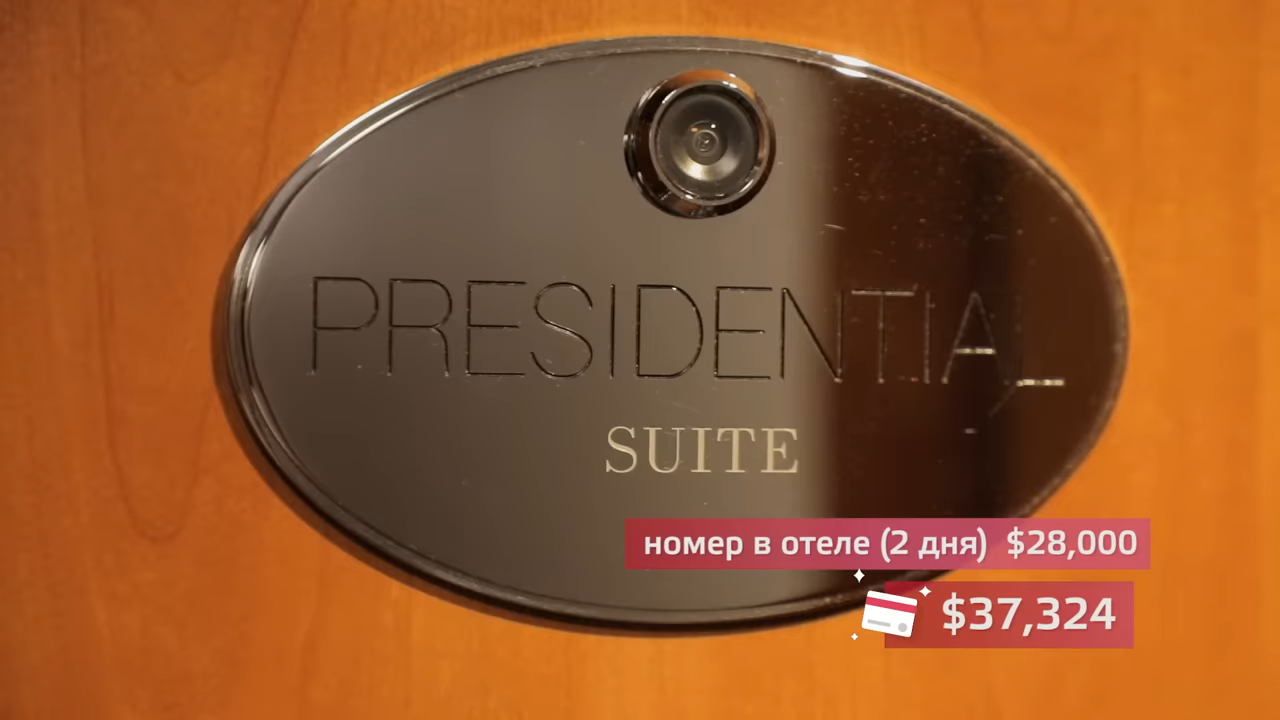 PRESIDENTIAL
SUITE
номер в отеле (2 дня) $28,000
$37,324